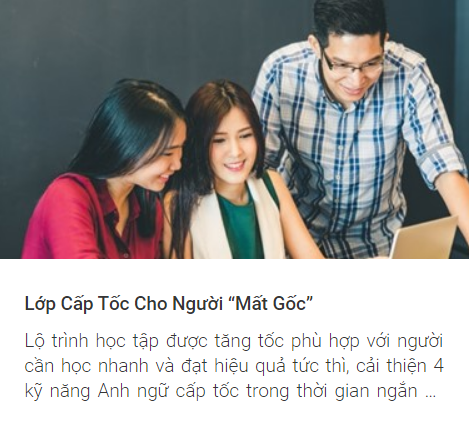 Lớp Cấp Tốc Cho Người “Mất Gốc”
Lộ trình học tập được tăng tốc phù hợp với người
cần học nhanh và đạt hiệu quả tức thì, cải thiện 4
kỹ năng Anh ngữ cấp tốc trong thời gian ngắn ...